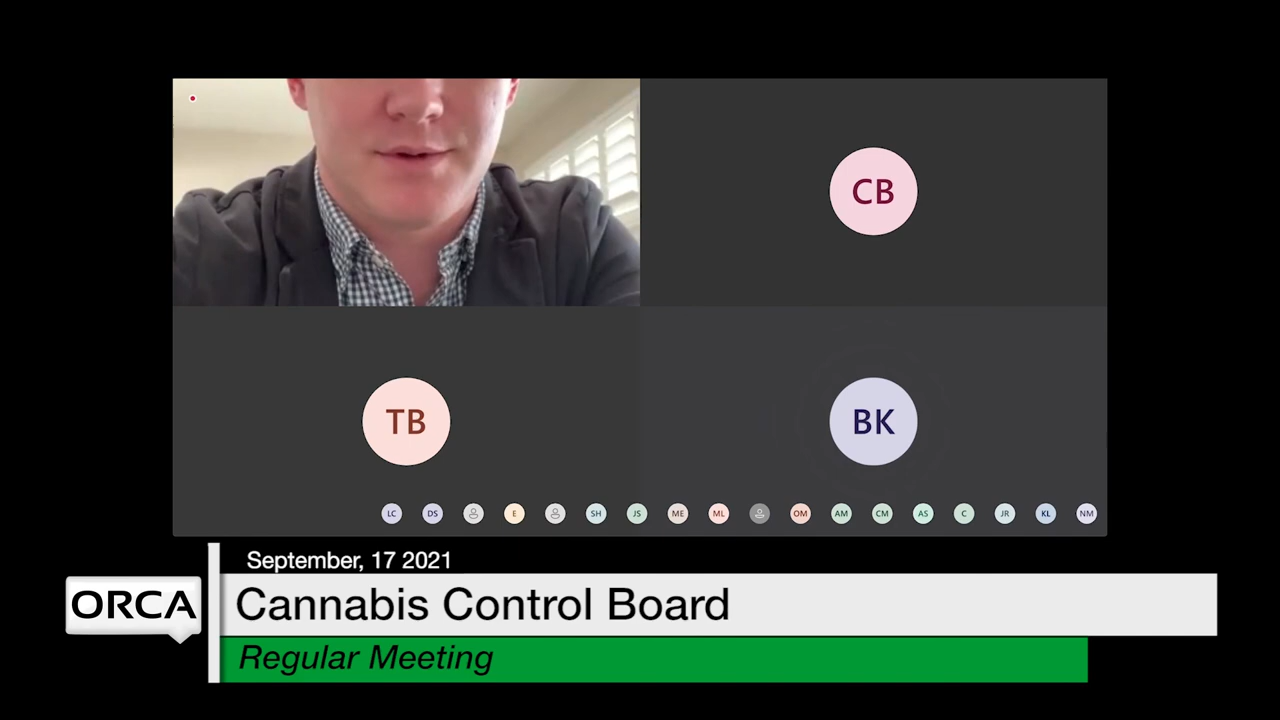 CB
TB
BK
LC DS E SH JS ME ML OM AM CM AS C JR KL NM
September, 17 2021
ORCA
Cannabis Control Board
Regular Meeting